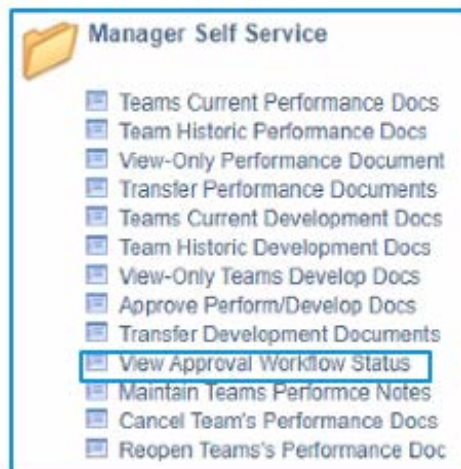 Manager Self Service
Teams Current Performance Docs
Team Historic Performance Docs
View-Only Performance Document
Transfer Performance Documents
Teams Current Development Docs
Team Historic Development Docs
View-Only Teams Develop Docs
Approve Perform/Develop Docs
Transfer Development Documents
View Approval Workflow Status
Maintain Teams Performce Notes
Cancel Team's Performance Docs
Reopen Teams's Performance Doc